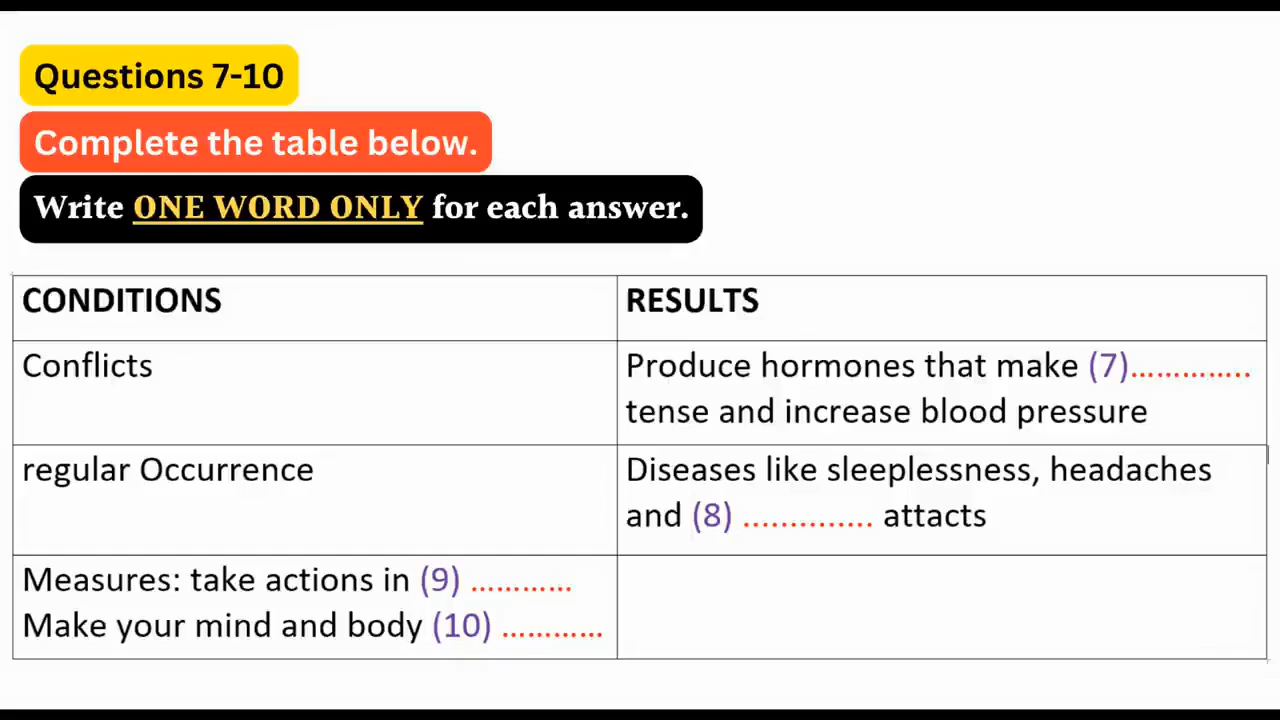 Questions 7-10
Complete the table below.
Write ONE WORD ONLY for each answer.
CONDITIONS
RESULTS
Conflicts
Produce hormones that make (7)..............
tense and increase blood pressure
regular Occurrence
Diseases like sleeplessness, headaches
and (8) .............. attacts
Measures: take actions in (9) ............
Make your mind and body (10) ............